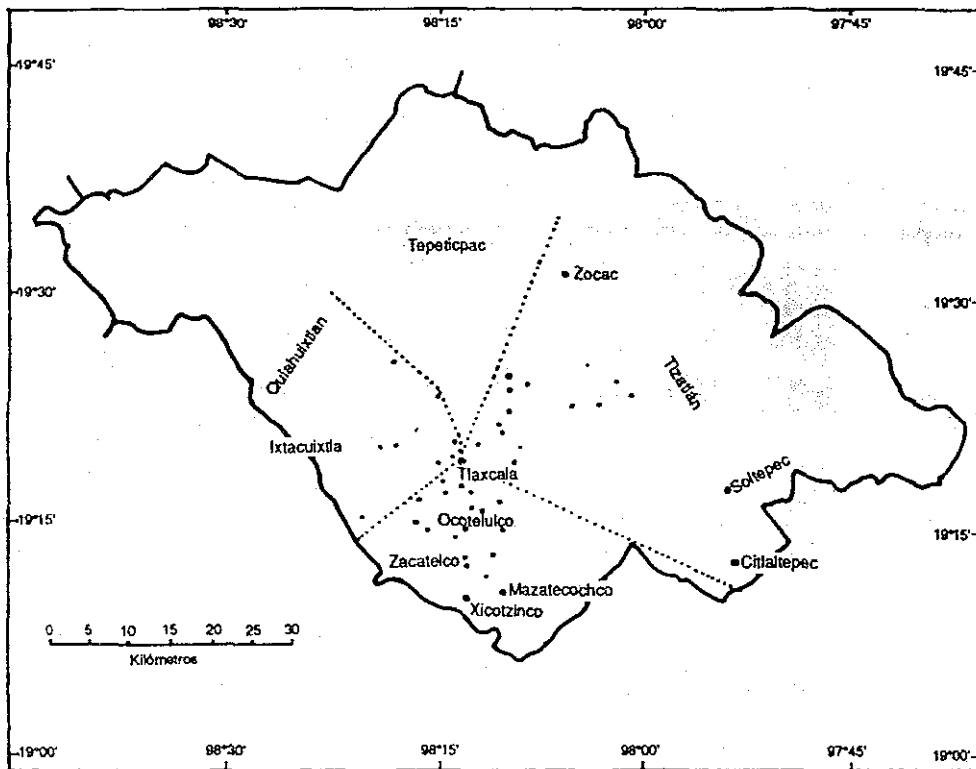 98°30' 98°15' 98°00' 97°45'
19°45' 19°45'
Tepeticpac
Zocac
19°30' 19°30'
Quiahuixtlan
Tizatlán
Ixtacuixtla
Tlaxcala
Soltepec
Ocotelulco
19°15' 19°15'
Zacatelco
Citlaltepec
Mazatecochco
Xicotzinco
0 5 10 15 20 25 30
Kilómetros
19°00' 98°30' 98°15' 98°00' 97°45' 19°00'